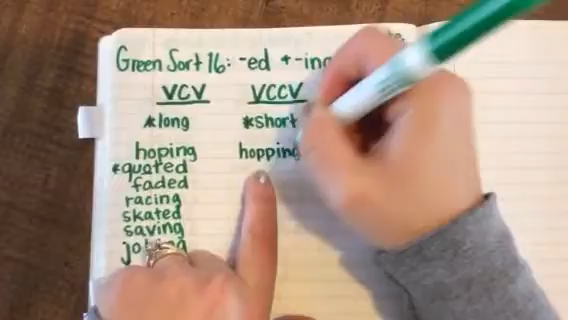 Green Sort 16: -ed + -ing
VCV VCCV
*long *short
hoping hopping
*quoted
faded
racing
skated
saving